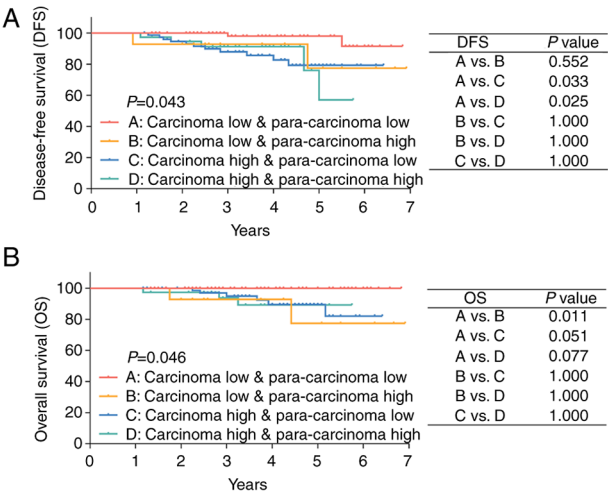 A
Disease-free survival (DFS)
100
80
60
40
20
0
P=0.043
A: Carcinoma low & para-carcinoma low
B: Carcinoma low & para-carcinoma high
C: Carcinoma high & para-carcinoma low
D: Carcinoma high & para-carcinoma high
0 1 2 3 4 5 6 7
Years
DFS P value
A vs. B 0.552
A vs. C 0.033
A vs. D 0.025
B vs. C 1.000
B vs. D 1.000
C vs. D 1.000
B
Overall survival (OS)
100
80
60
40
20
0
P=0.046
A: Carcinoma low & para-carcinoma low
B: Carcinoma low & para-carcinoma high
C: Carcinoma high & para-carcinoma low
D: Carcinoma high & para-carcinoma high
0 1 2 3 4 5 6 7
Years
OS P value
A vs. B 0.011
A vs. C 0.051
A vs. D 0.077
B vs. C 1.000
B vs. D 1.000
C vs. D 1.000